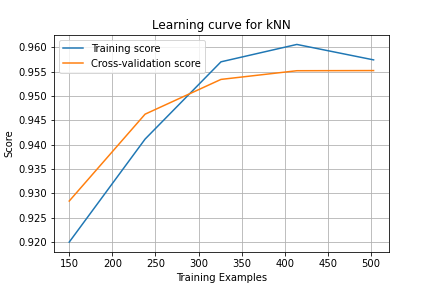 Learning curve for kNN
Training score
Cross-validation score
0.960
0.955
0.950
0.945
0.940
0.935
0.930
0.925
0.920
Score
150 200 250 300 350 400 450 500
Training Examples